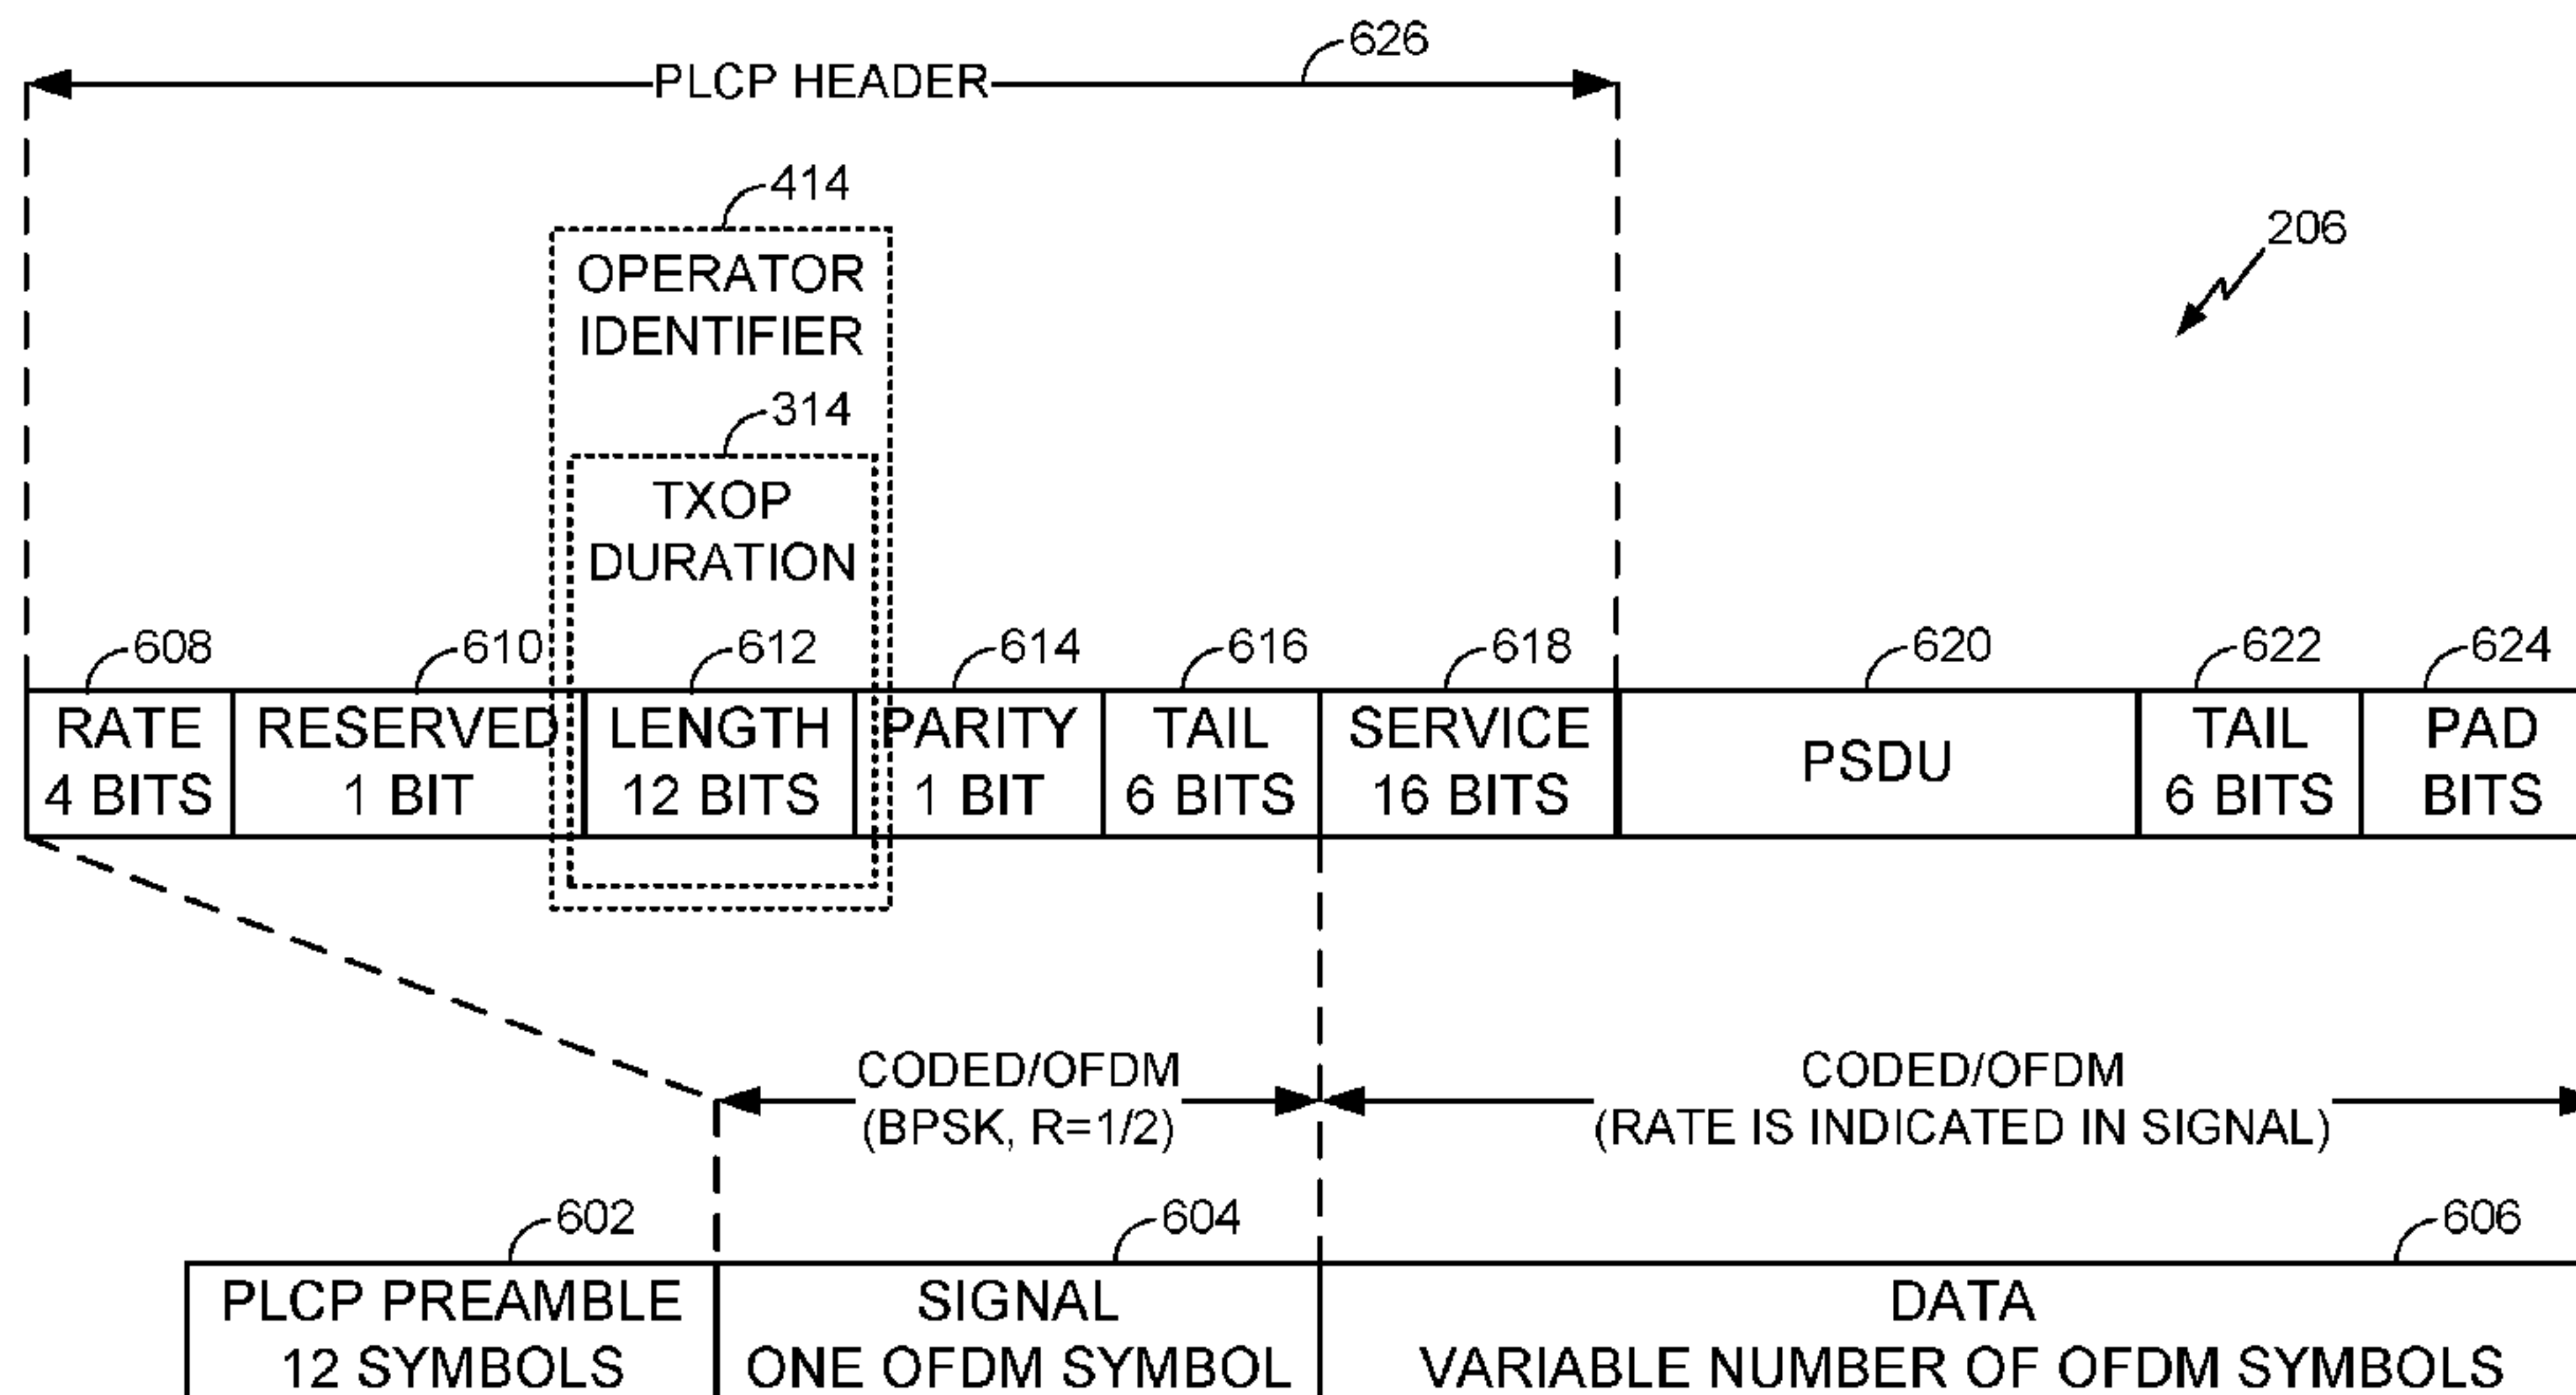 626
PLCP HEADER
414
OPERATOR
IDENTIFIER
206
314
TXOP
DURATION
608
610
612
614
616
618
620
622
624
RATE
4 BITS
RESERVED
1 BIT
LENGTH
12 BITS
PARITY
1 BIT
TAIL
6 BITS
SERVICE
16 BITS
PSDU
TAIL
6 BITS
PAD
BITS
CODED/OFDM
(BPSK, R=1/2)
CODED/OFDM
(RATE IS INDICATED IN SIGNAL)
602
604
606
PLCP PREAMBLE
12 SYMBOLS
SIGNAL
ONE OFDM SYMBOL
DATA
VARIABLE NUMBER OF OFDM SYMBOLS